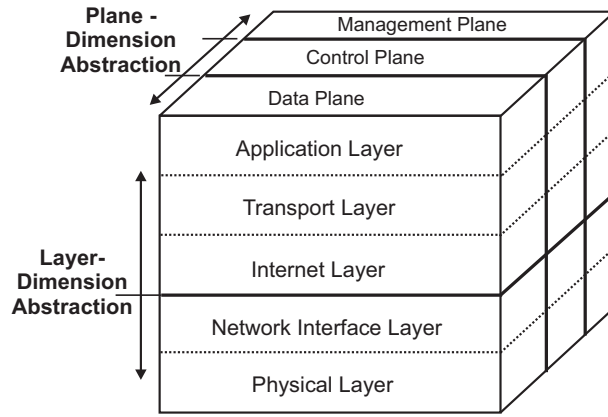 Plane -
Dimension
Abstraction
Management Plane
Control Plane
Data Plane
Application Layer
Transport Layer
Internet Layer
Layer-
Dimension
Abstraction
Network Interface Layer
Physical Layer